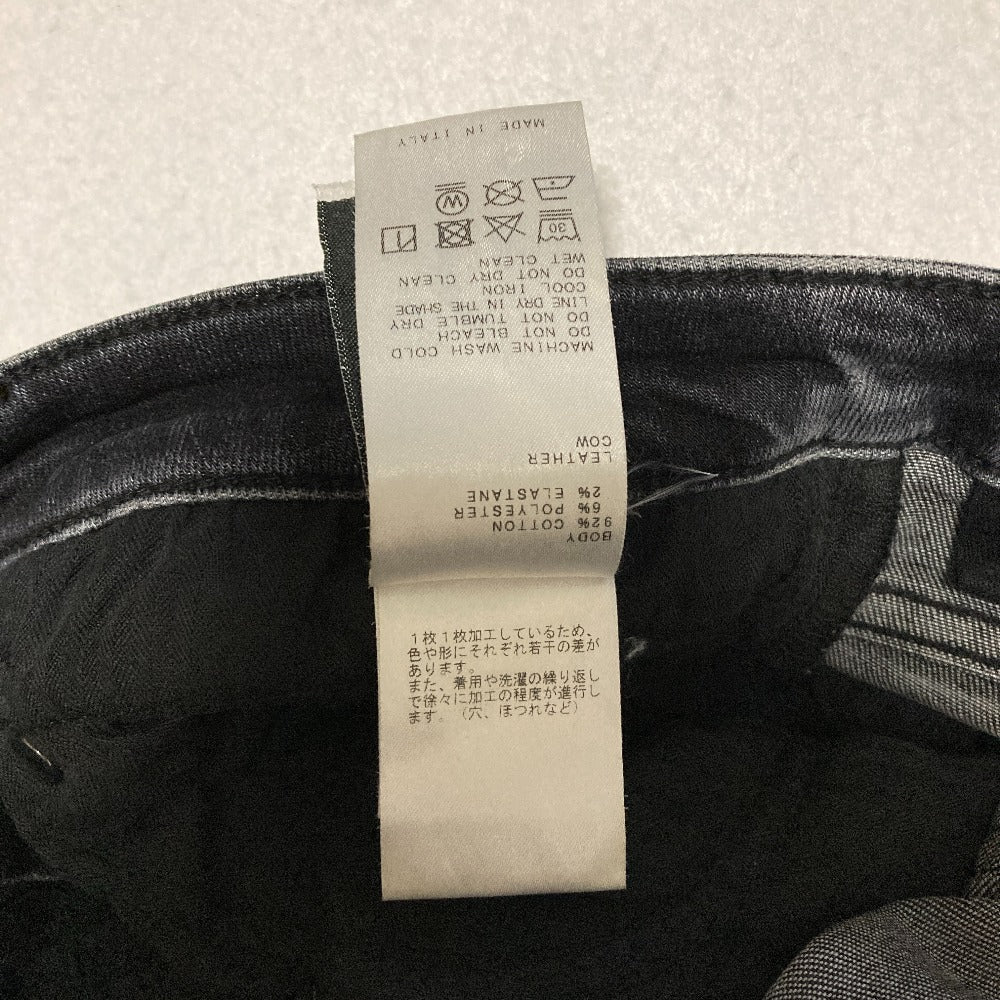 BODY
92% COTTON
6% POLYESTER
2% ELASTANE
LEATHER
COW
MACHINE WASH COLD
DO NOT BLEACH
DO NOT TUMBLE DRY
LINE DRY IN THE SHADE
COOL IRON
DO NOT DRY CLEAN
WET CLEAN
30
W
MADE IN ITALY
1枚1枚加工しているため、
色や形にそれぞれ若干の差が
あります。
また、着用や洗濯の繰り返し
で徐々に加工の程度が進行し
ます。(穴、ほつれなど)